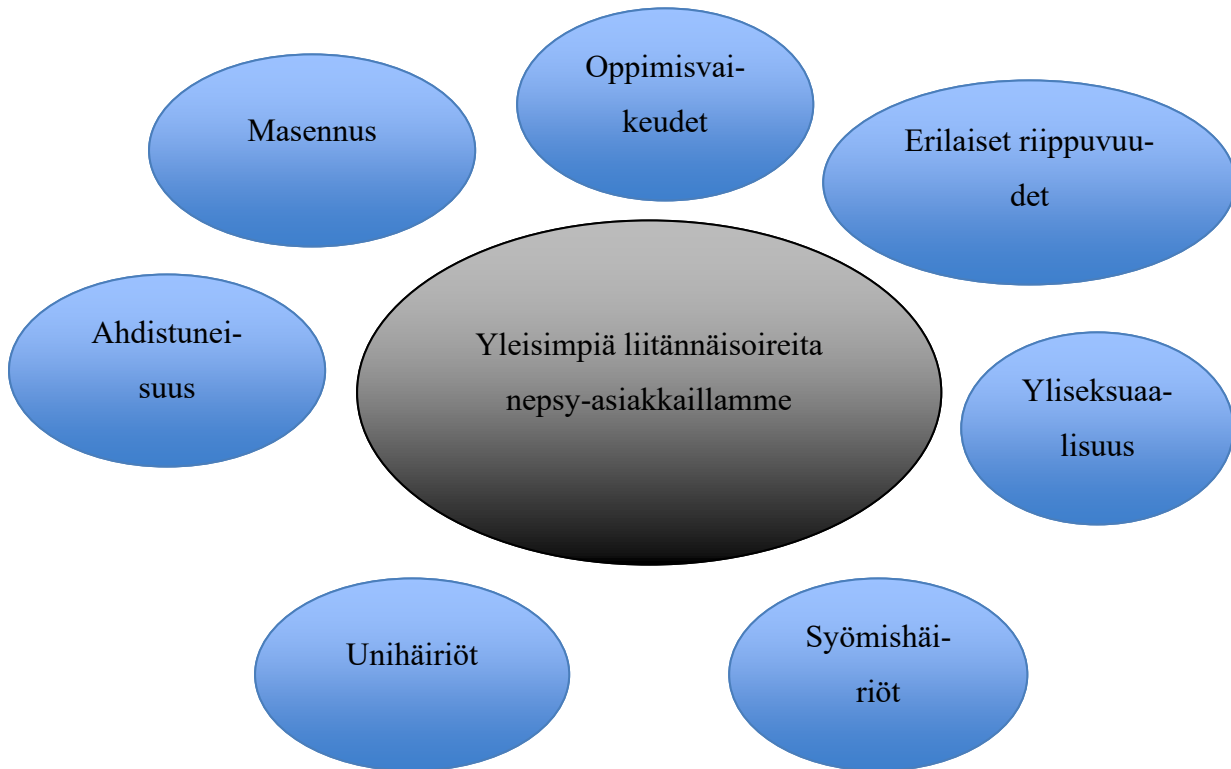 Oppimisvai-
keudet
Masennus
Erilaiset riippuvuu-
det
Ahdistunei-
suus
Yleisimpiä liitännäisoireita
nepsy-asiakkaillamme
Yliseksuaa-
lisuus
Unihäiriöt
Syömishäi-
riöt